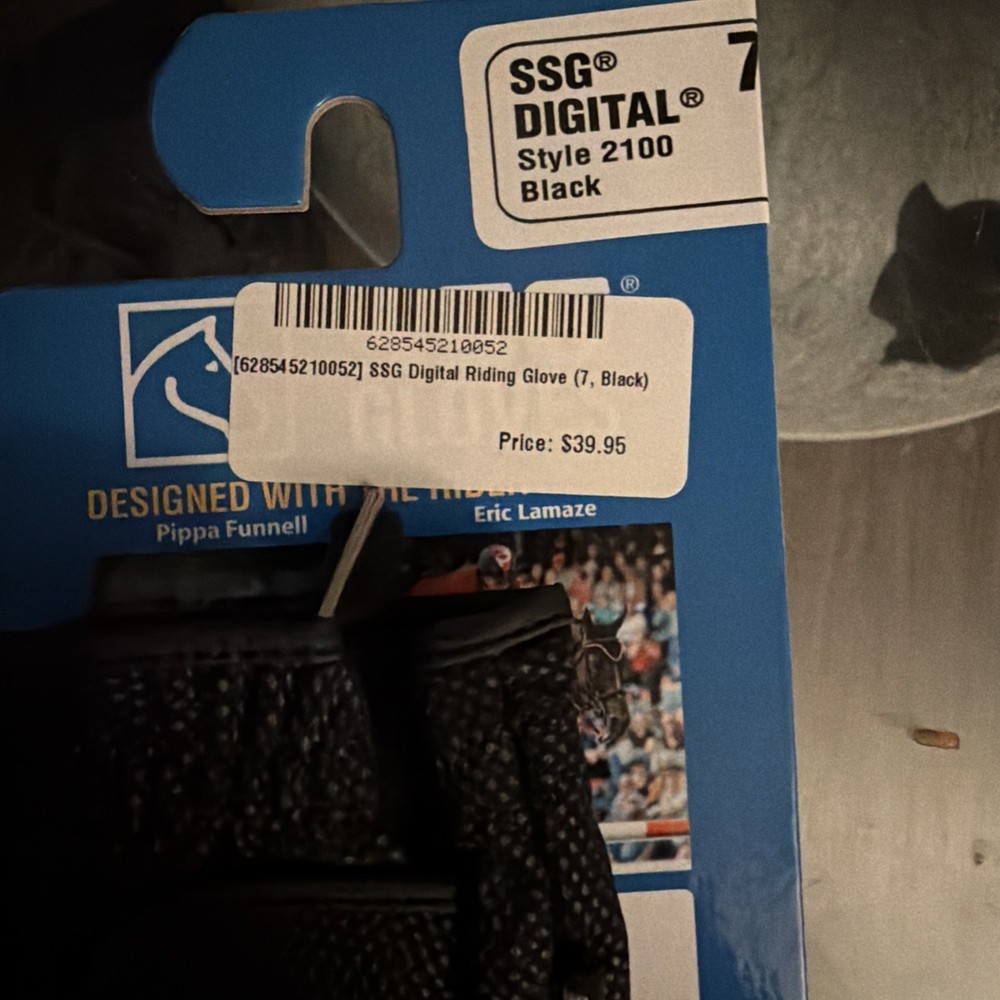 SSG® 7
DIGITAL®
Style 2100
Black
®
628545210052
[628545210052] SSG Digital Riding Glove (7, Black)
Price: $39.95
DESIGNED WITH
Pippa Funnell
Eric Lamaze